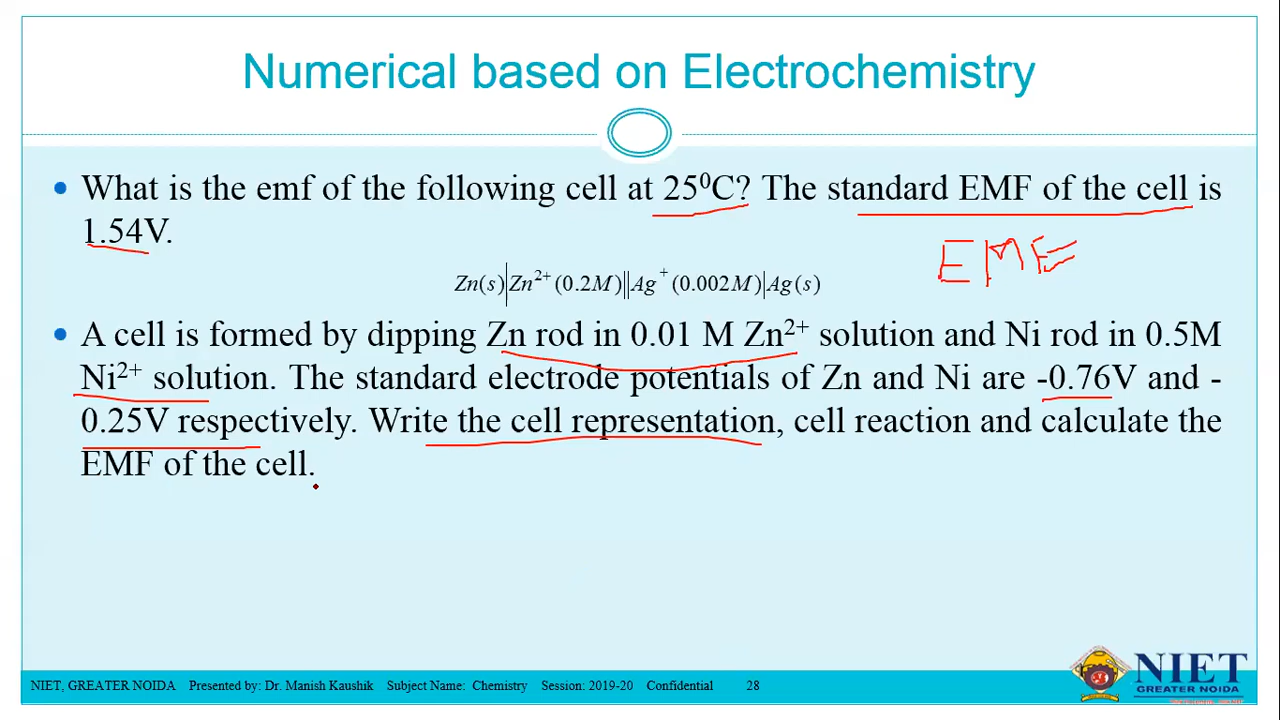 Numerical based on Electrochemistry
What is the emf of the following cell at 25⁰C? The standard EMF of the cell is
1.54V.
EMF
Zn(s)|Zn²⁺(0.2M)||Ag⁺(0.002M)|Ag(s)
A cell is formed by dipping Zn rod in 0.01 M Zn²⁺ solution and Ni rod in 0.5M
Ni²⁺ solution. The standard electrode potentials of Zn and Ni are -0.76V and -
0.25V respectively. Write the cell representation, cell reaction and calculate the
EMF of the cell.
NIET
GREATER NOIDA
NIET, GREATER NOIDA Presented by: Dr. Manish Kaushik Subject Name: Chemistry Session: 2019-20 Confidential 28